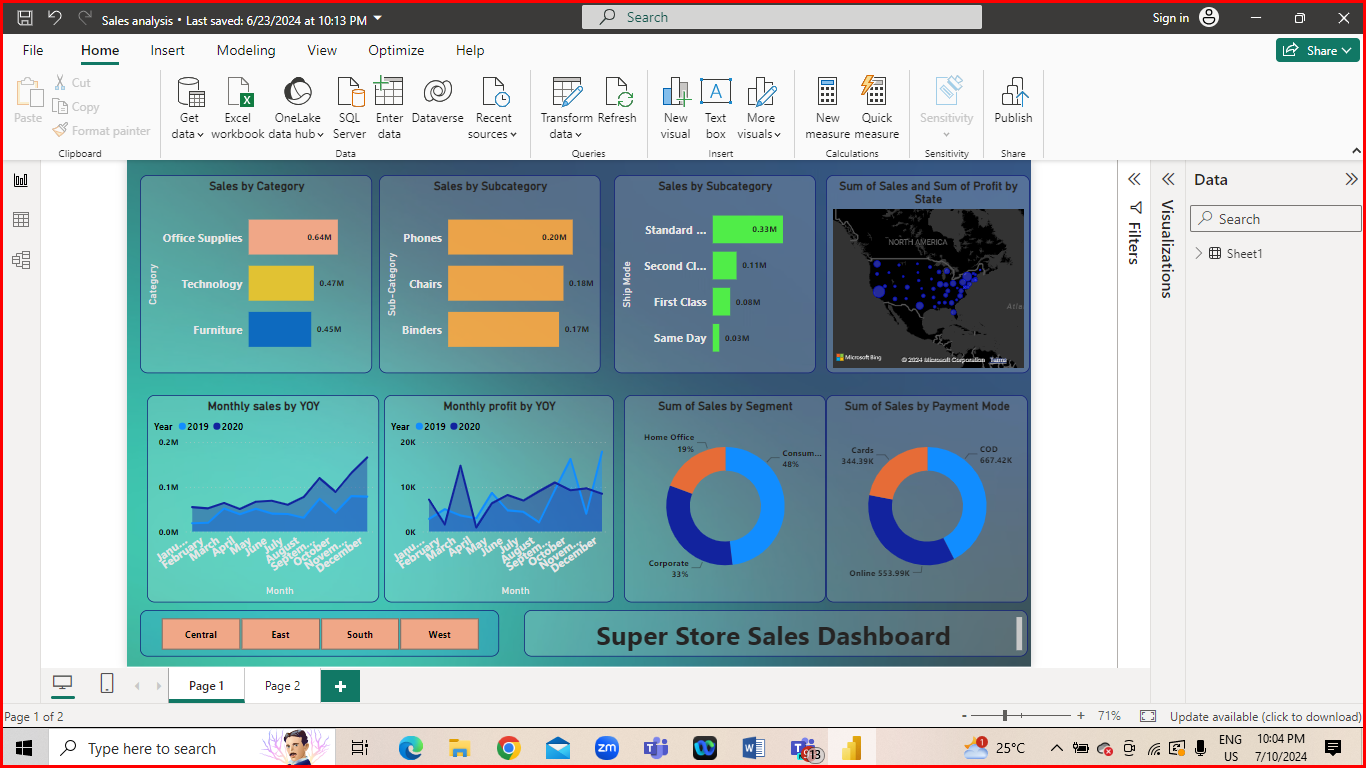 Sales analysis • Last saved: 6/23/2024 at 10:13 PM
Search
Sign in
File Home Insert Modeling View Optimize Help
Share
Paste
Cut
Copy
Format painter
Clipboard
Get data
Excel workbook
OneLake data hub
SQL Server
Enter data
Dataverse
Recent sources
Data
Transform data
Refresh
Queries
New visual
Text box
More visuals
Insert
New measure
Quick measure
Calculations
Sensitivity
Sensitivity
Publish
Share
Sales by Category
Category
Office Supplies 0.64M
Technology 0.47M
Furniture 0.45M
Sales by Subcategory
Sub-Category
Phones 0.20M
Chairs 0.18M
Binders 0.17M
Sales by Subcategory
Ship Mode
Standard ... 0.33M
Second Cl... 0.11M
First Class 0.08M
Same Day 0.03M
Sum of Sales and Sum of Profit by
State
NORTH AMERICA
Atla
Microsoft Bing
© 2024 Microsoft Corporation Terms
Filters
Visualizations
Data
Search
Sheet1
Monthly sales by YOY
Year 2019 2020
0.2M
0.1M
0.0M
Janu... February March April May June July August Septem... October Novem... December
Month
Monthly profit by YOY
Year 2019 2020
20K
10K
0K
Janu... February March April May June July August Septem... October Novem... December
Month
Sum of Sales by Segment
Home Office
19%
Consum...
48%
Corporate
33%
Sum of Sales by Payment Mode
Cards
344.39K
COD
667.42K
Online 553.99K
Central East South West
Super Store Sales Dashboard
Page 1 Page 2 +
Page 1 of 2
- + 71%
Update available (click to download)
Type here to search
zm
13
1
25°C
ENG
US
10:04 PM
7/10/2024